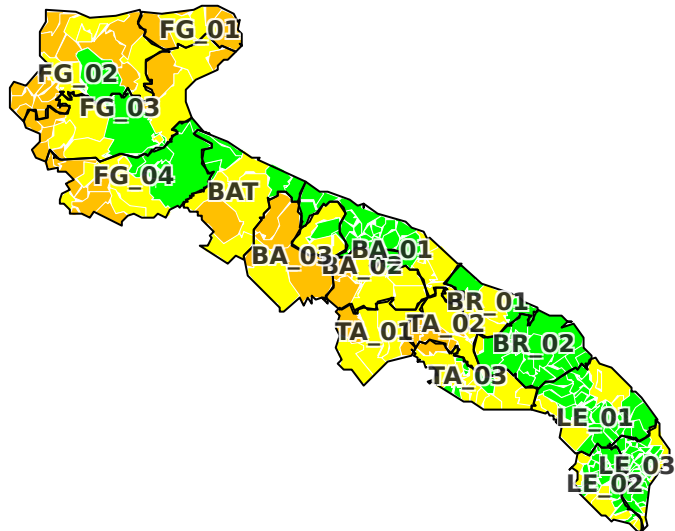 FG_01
FG_02
FG_03
FG_04
BAT
BA_01
BA_03
BA_02
BR_01
TA_02
TA_01
BR_02
TA_03
LE_01
LE_03
LE_02